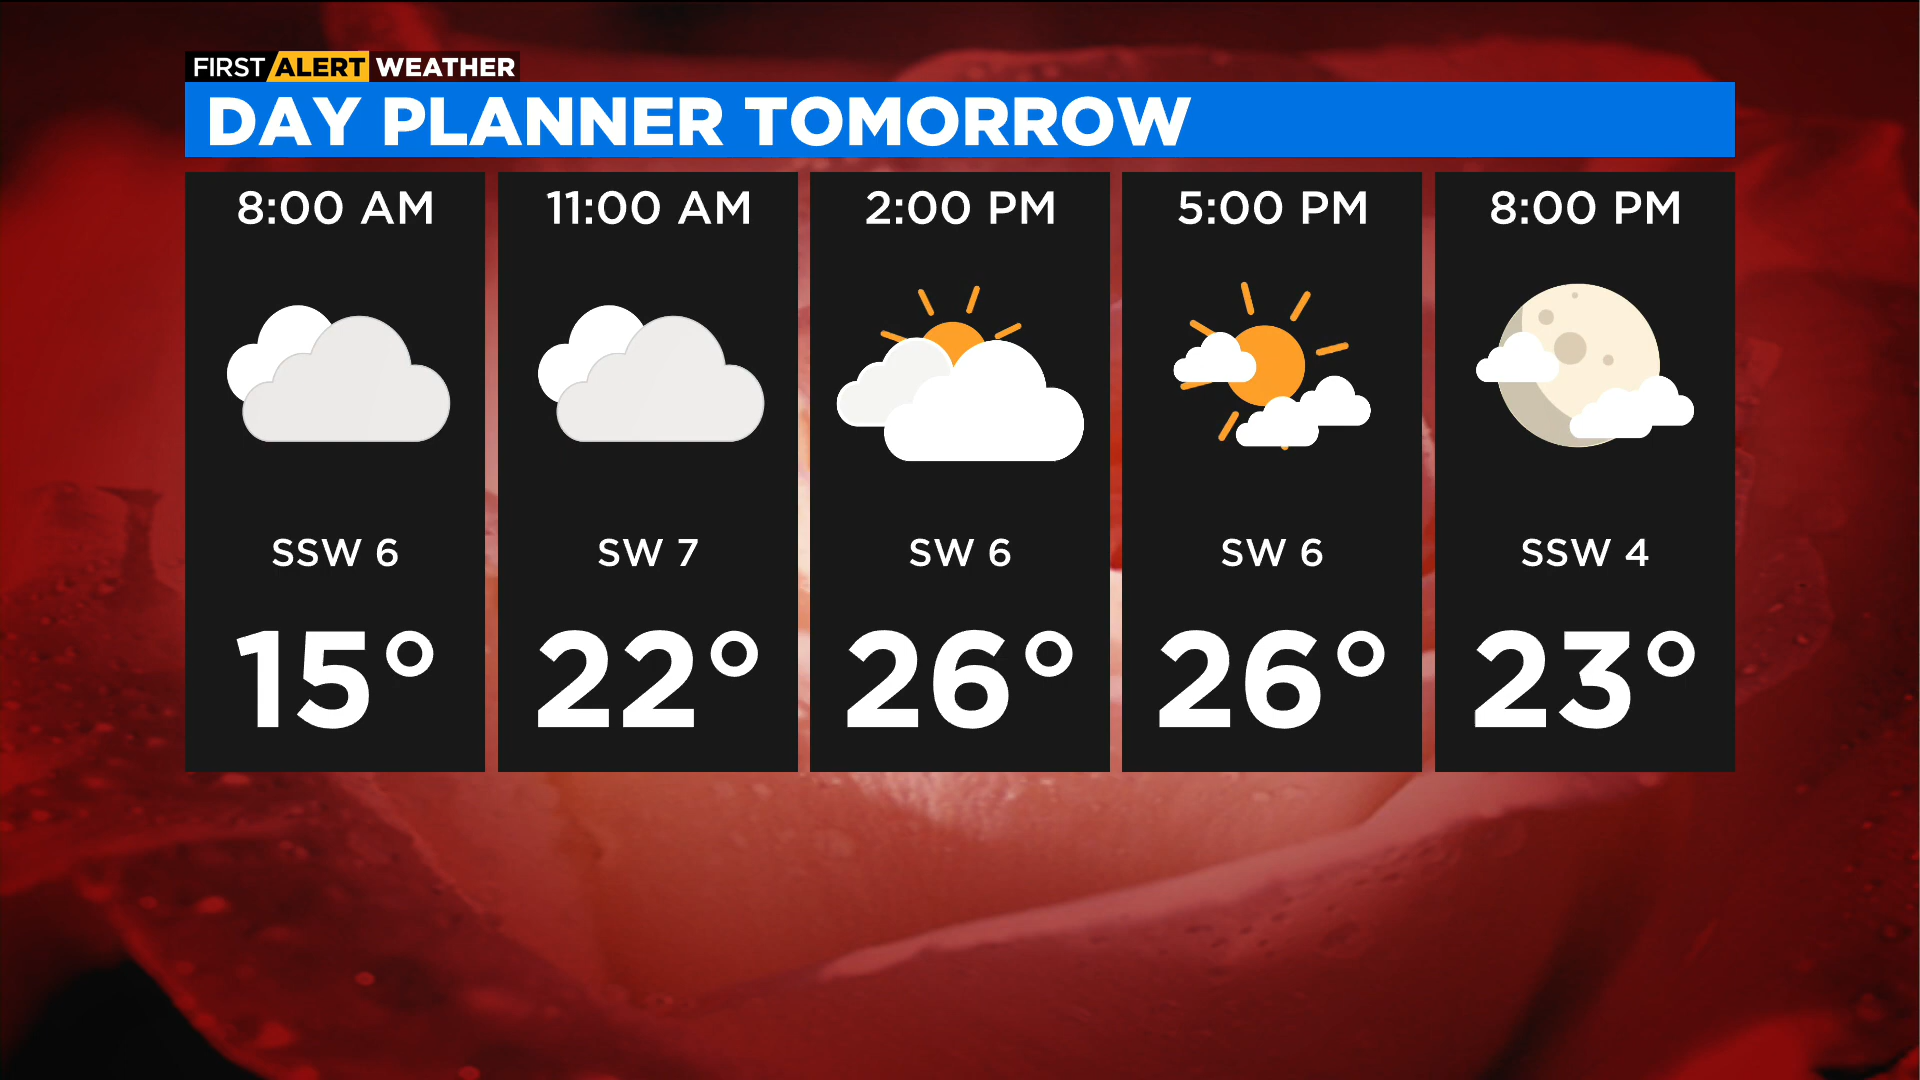 FIRST ALERT WEATHER
DAY PLANNER TOMORROW
8:00 AM
SSW 6
15°
11:00 AM
SW 7
22°
2:00 PM
SW 6
26°
5:00 PM
SW 6
26°
8:00 PM
SSW 4
23°